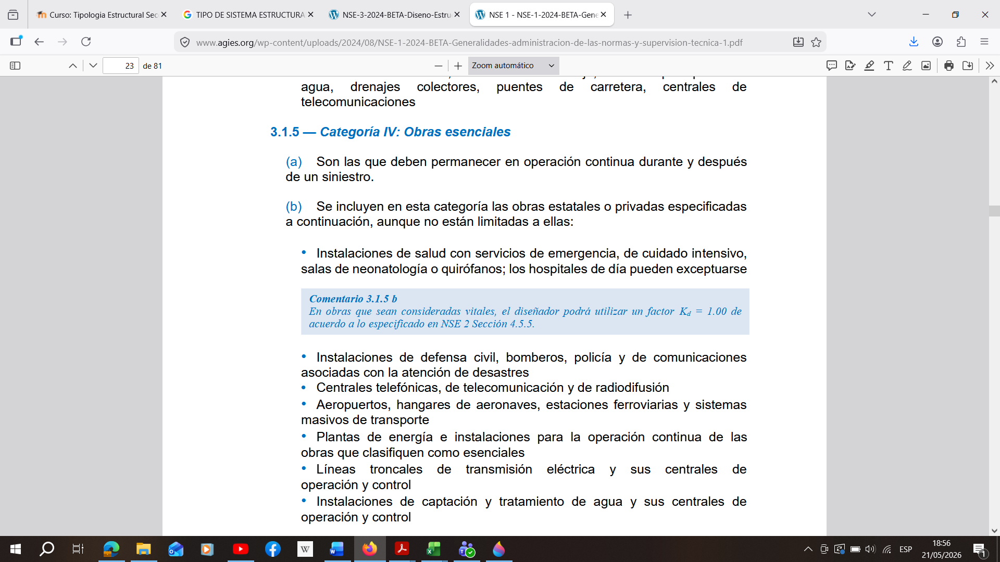 Curso: Tipologia Estructural Sec
TIPO DE SISTEMA ESTRUCTURA
NSE-3-2024-BETA-Diseno-Estru
NSE 1 - NSE-1-2024-BETA-Gene
www.agies.org/wp-content/uploads/2024/08/NSE-1-2024-BETA-Generalidades-administracion-de-las-normas-y-supervision-tecnica-1.pdf
23 de 81
Zoom automático
agua, drenajes colectores, puentes de carretera, centrales de
telecomunicaciones
3.1.5 — Categoría IV: Obras esenciales
(a) Son las que deben permanecer en operación continua durante y después
de un siniestro.
(b) Se incluyen en esta categoría las obras estatales o privadas especificadas
a continuación, aunque no están limitadas a ellas:
• Instalaciones de salud con servicios de emergencia, de cuidado intensivo,
salas de neonatología o quirófanos; los hospitales de día pueden exceptuarse
Comentario 3.1.5 b
En obras que sean consideradas vitales, el diseñador podrá utilizar un factor Kd = 1.00 de
acuerdo a lo especificado en NSE 2 Sección 4.5.5.
• Instalaciones de defensa civil, bomberos, policía y de comunicaciones
asociadas con la atención de desastres
• Centrales telefónicas, de telecomunicación y de radiodifusión
• Aeropuertos, hangares de aeronaves, estaciones ferroviarias y sistemas
masivos de transporte
• Plantas de energía e instalaciones para la operación continua de las
obras que clasifiquen como esenciales
• Líneas troncales de transmisión eléctrica y sus centrales de
operación y control
• Instalaciones de captación y tratamiento de agua y sus centrales de
operación y control
ESP
18:56
21/05/2026
1